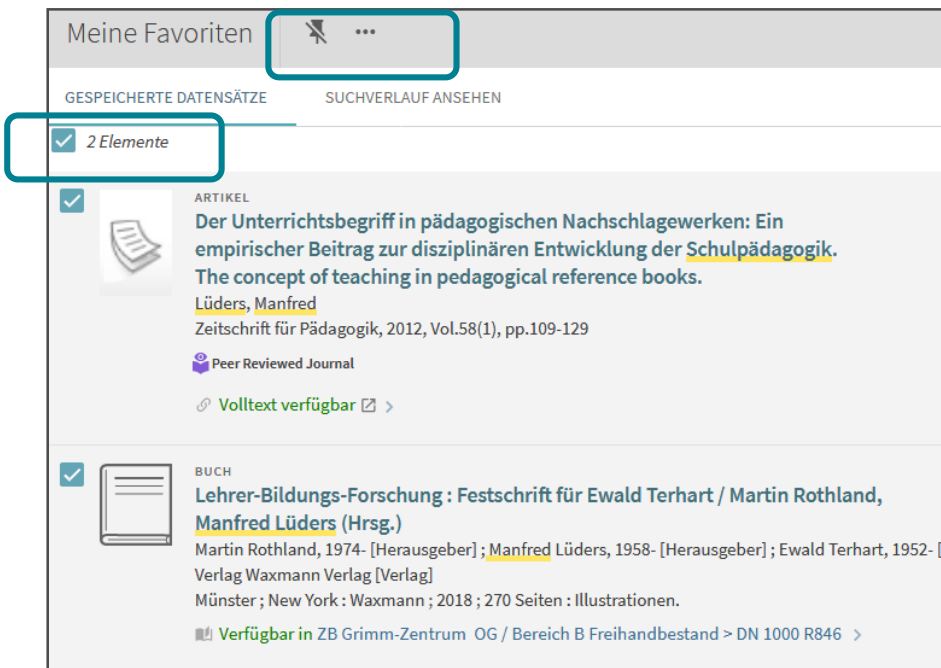 Meine Favoriten
GESPEICHERTE DATENSÄTZE SUCHVERLAUF ANSEHEN
2 Elemente
ARTIKEL
Der Unterrichtsbegriff in pädagogischen Nachschlagewerken: Ein
empirischer Beitrag zur disziplinären Entwicklung der Schulpädagogik.
The concept of teaching in pedagogical reference books.
Lüders, Manfred
Zeitschrift für Pädagogik, 2012, Vol.58(1), pp.109-129
Peer Reviewed Journal
Volltext verfügbar
BUCH
Lehrer-Bildungs-Forschung : Festschrift für Ewald Terhart / Martin Rothland,
Manfred Lüders (Hrsg.)
Martin Rothland, 1974- [Herausgeber] ; Manfred Lüders, 1958- [Herausgeber] ; Ewald Terhart, 1952- [
Verlag Waxmann Verlag [Verlag]
Münster ; New York : Waxmann ; 2018 ; 270 Seiten : Illustrationen.
Verfügbar in ZB Grimm-Zentrum OG / Bereich B Freihandbestand > DN 1000 R846 >